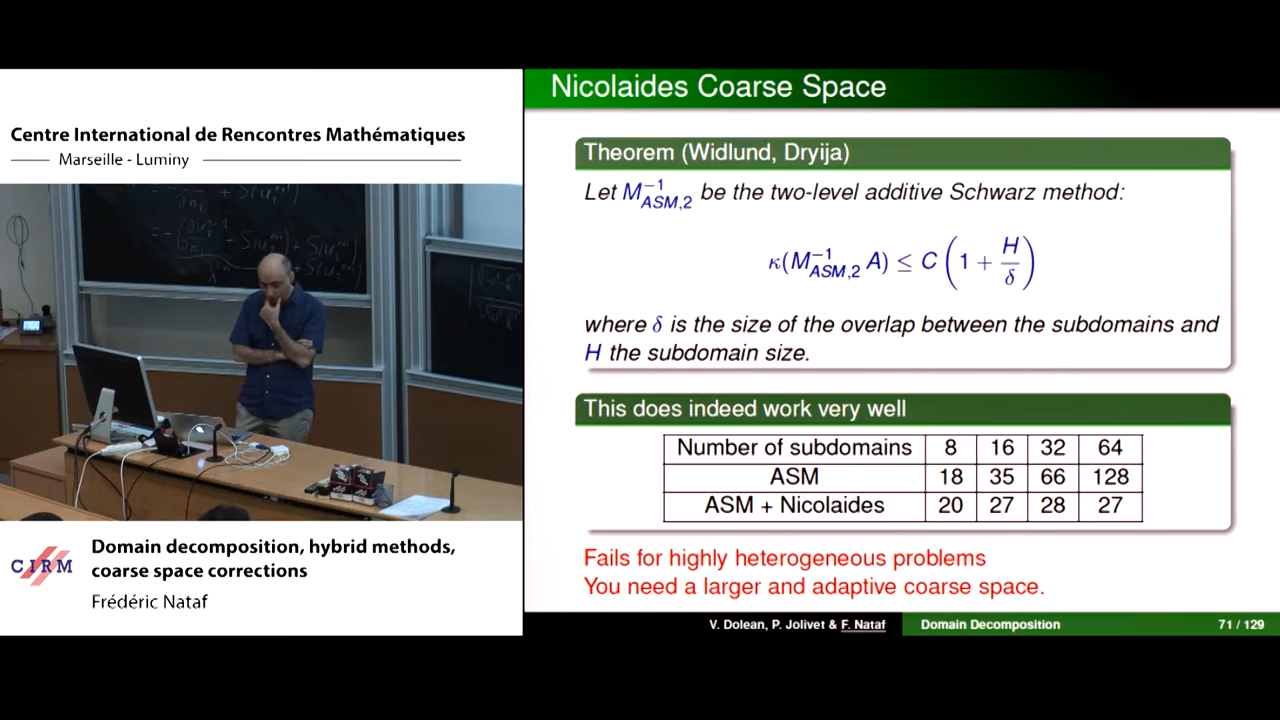 Centre International de Rencontres Mathématiques
Marseille - Luminy
CIRM
Domain decomposition, hybrid methods,
coarse space corrections
Frédéric Nataf
Nicolaides Coarse Space
Theorem (Widlund, Dryija)
Let M⁻¹_{ASM,2} be the two-level additive Schwarz method:
κ(M⁻¹_{ASM,2} A) ≤ C (1 + H/δ)
where δ is the size of the overlap between the subdomains and
H the subdomain size.
This does indeed work very well
Number of subdomains 8 16 32 64
ASM 18 35 66 128
ASM + Nicolaides 20 27 28 27
Fails for highly heterogeneous problems
You need a larger and adaptive coarse space.
V. Dolean, P. Jolivet & F. Nataf Domain Decomposition 71 / 129